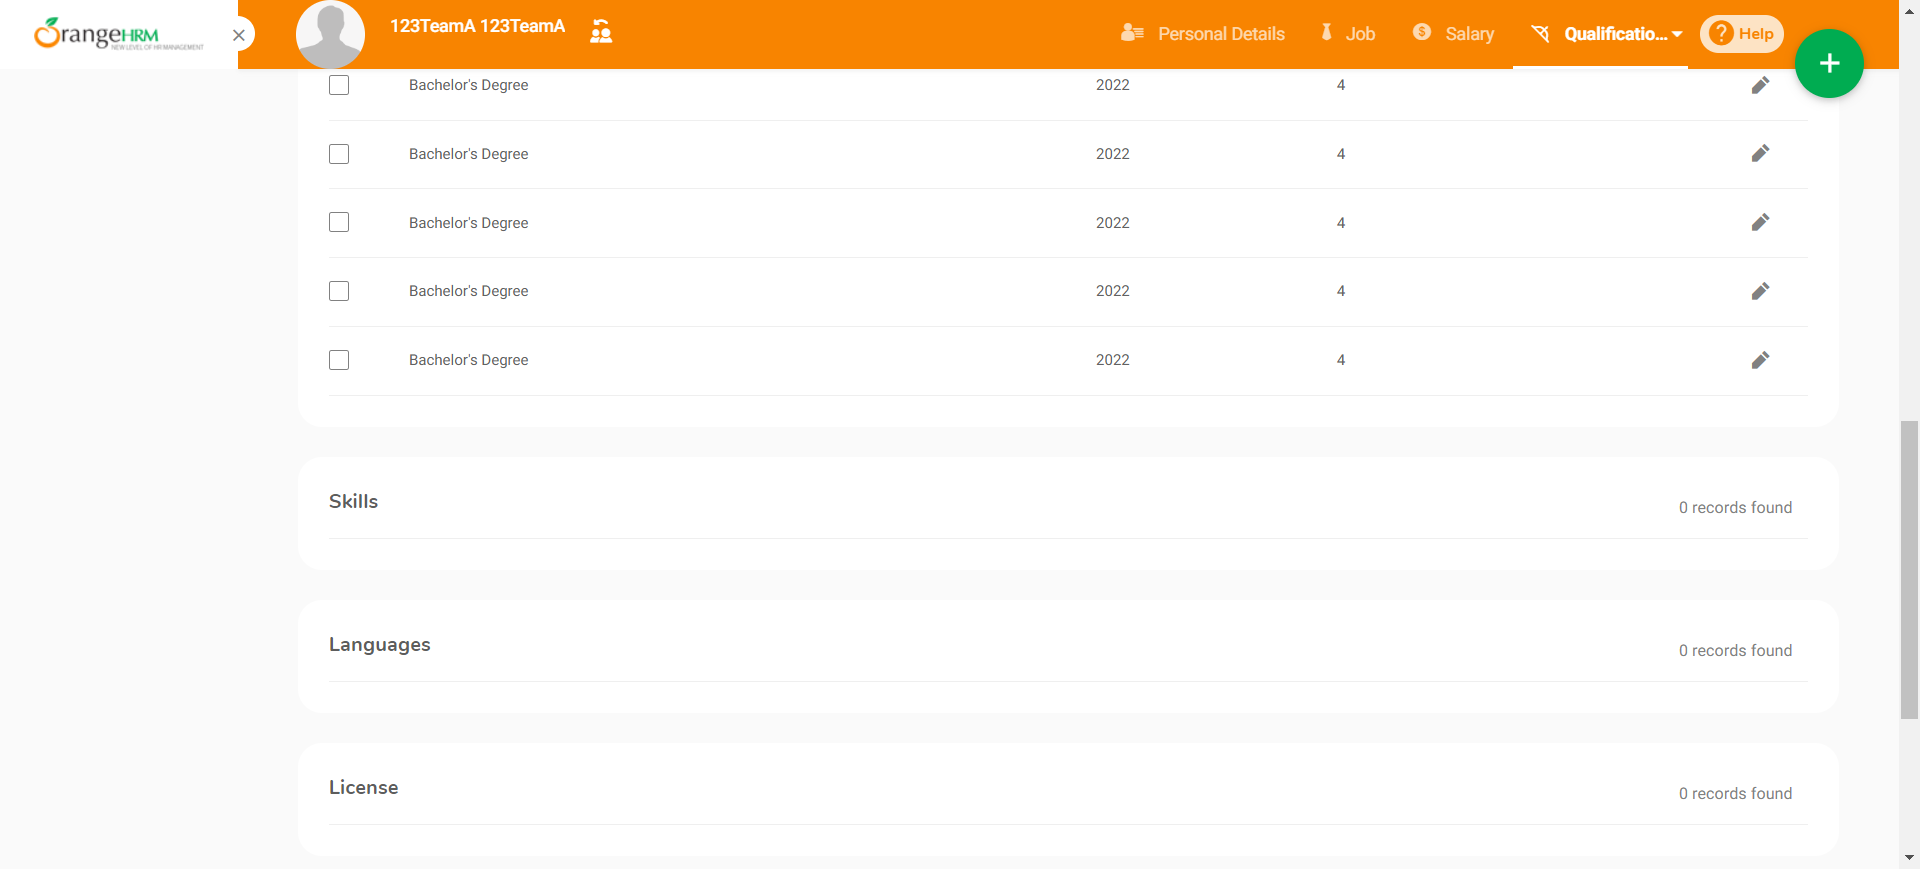 OrangeHRM
NEW LEVEL OF HR MANAGEMENT
123TeamA 123TeamA
Personal Details
Job
Salary
Qualificatio...
? Help
Bachelor's Degree 2022 4
Bachelor's Degree 2022 4
Bachelor's Degree 2022 4
Bachelor's Degree 2022 4
Bachelor's Degree 2022 4
Skills
0 records found
Languages
0 records found
License
0 records found